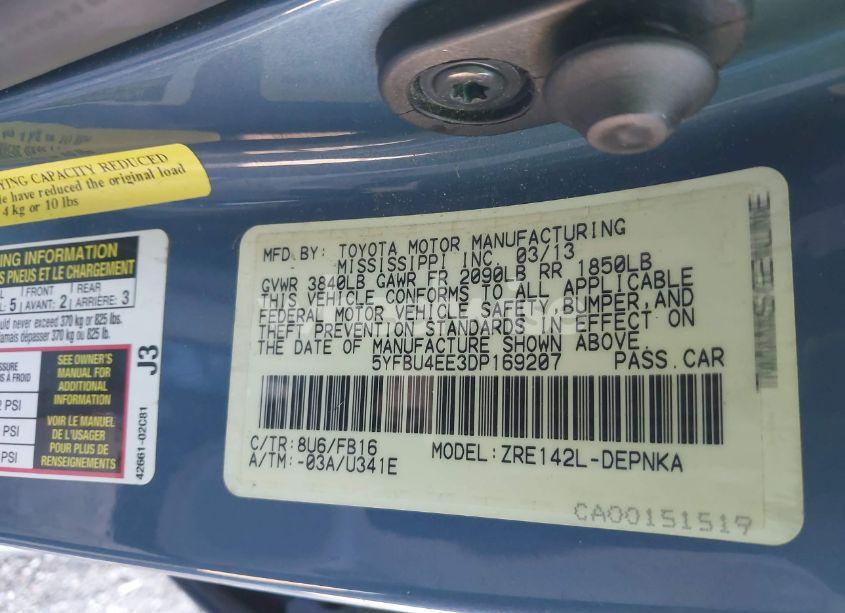 YING CAPACITY REDUCED
le have reduced the original load
4 kg or 10 lbs
ING INFORMATION
S PNEUS ET LE CHARGEMENT
5 FRONT AVANT: 2 REAR ARRIÈRE: 3
uld never exceed 370 kg or 825 lbs.
amais dépasser 370 kg ou 825 lb.
ESSURE
S À FROID
PSI
PSI
PSI
SEE OWNER'S
MANUAL FOR
ADDITIONAL
INFORMATION
VOIR LE MANUEL
DE L'USAGER
POUR PLUS DE
RENSEIGNEMENTS
J3
42661-02C81
MFD BY: TOYOTA MOTOR MANUFACTURING
MISSISSIPPI INC. 03/13
GVWR 3840LB GAWR FR 2090LB RR 1850LB
THIS VEHICLE CONFORMS TO ALL APPLICABLE
FEDERAL MOTOR VEHICLE SAFETY, BUMPER, AND
THEFT PREVENTION STANDARDS IN EFFECT ON
THE DATE OF MANUFACTURE SHOWN ABOVE.
5YFBU4EE3DP169207 PASS.CAR
C/TR: 8U6/FB16 MODEL: ZRE142L-DEPNKA
A/TM: -03A/U341E
CA00151519